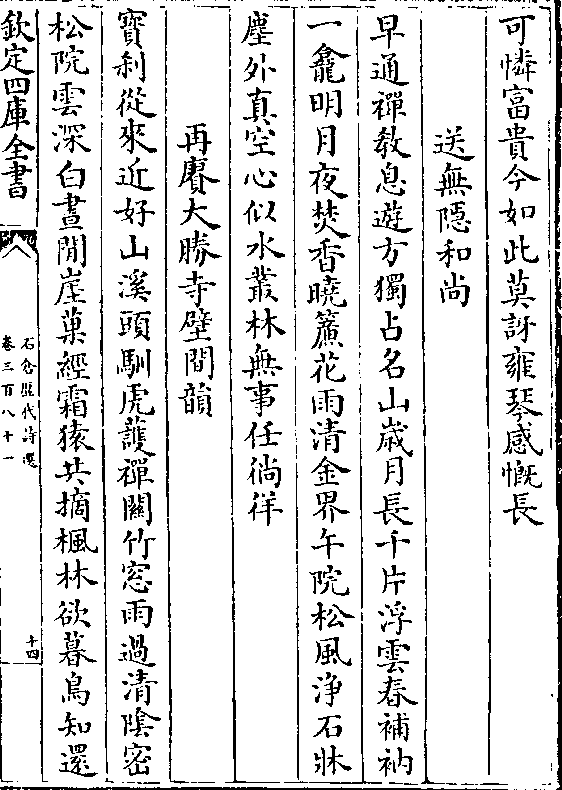 可憐富貴今如此莫訝雍琴感慨長
送無隱和尚
早通禪教息遊方獨占名山歲月長千片浮雲春補衲
一龕明月夜焚香曉簾花雨清金界午院松風淨石牀
塵外真空心似水叢林無事任徜徉
再賡大勝寺壁間韻
寶刹從來近好山溪頭馴虎護禪關竹窓雨過清陰密
松院雲深白晝閒崖菓經霜猿共摘楓林欲暮鳥知還
欽定四庫全書
石倉歷代詩選
卷三百八十一
十四